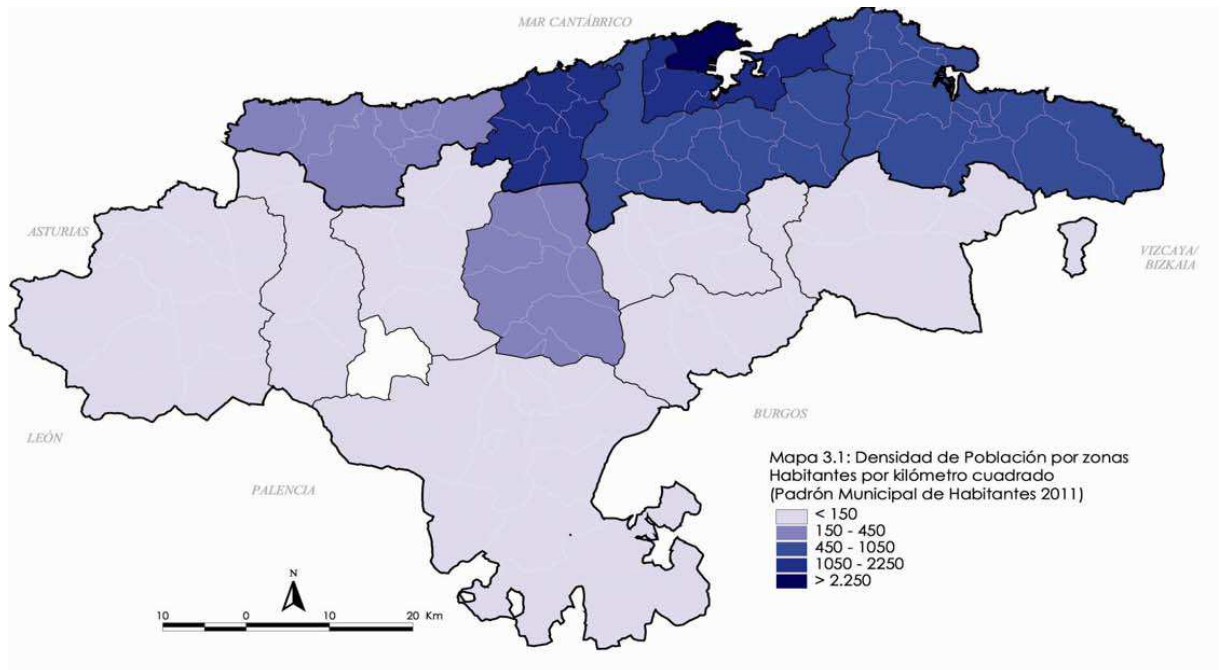 MAR CANTÁBRICO
ASTURIAS
VIZCAYA/
BIZKAIA
LEÓN
BURGOS
PALENCIA
Mapa 3.1: Densidad de Población por zonas
Habitantes por kilómetro cuadrado
(Padrón Municipal de Habitantes 2011)
< 150
150 - 450
450 - 1050
1050 - 2250
> 2.250
N
10 0 10 20 Km